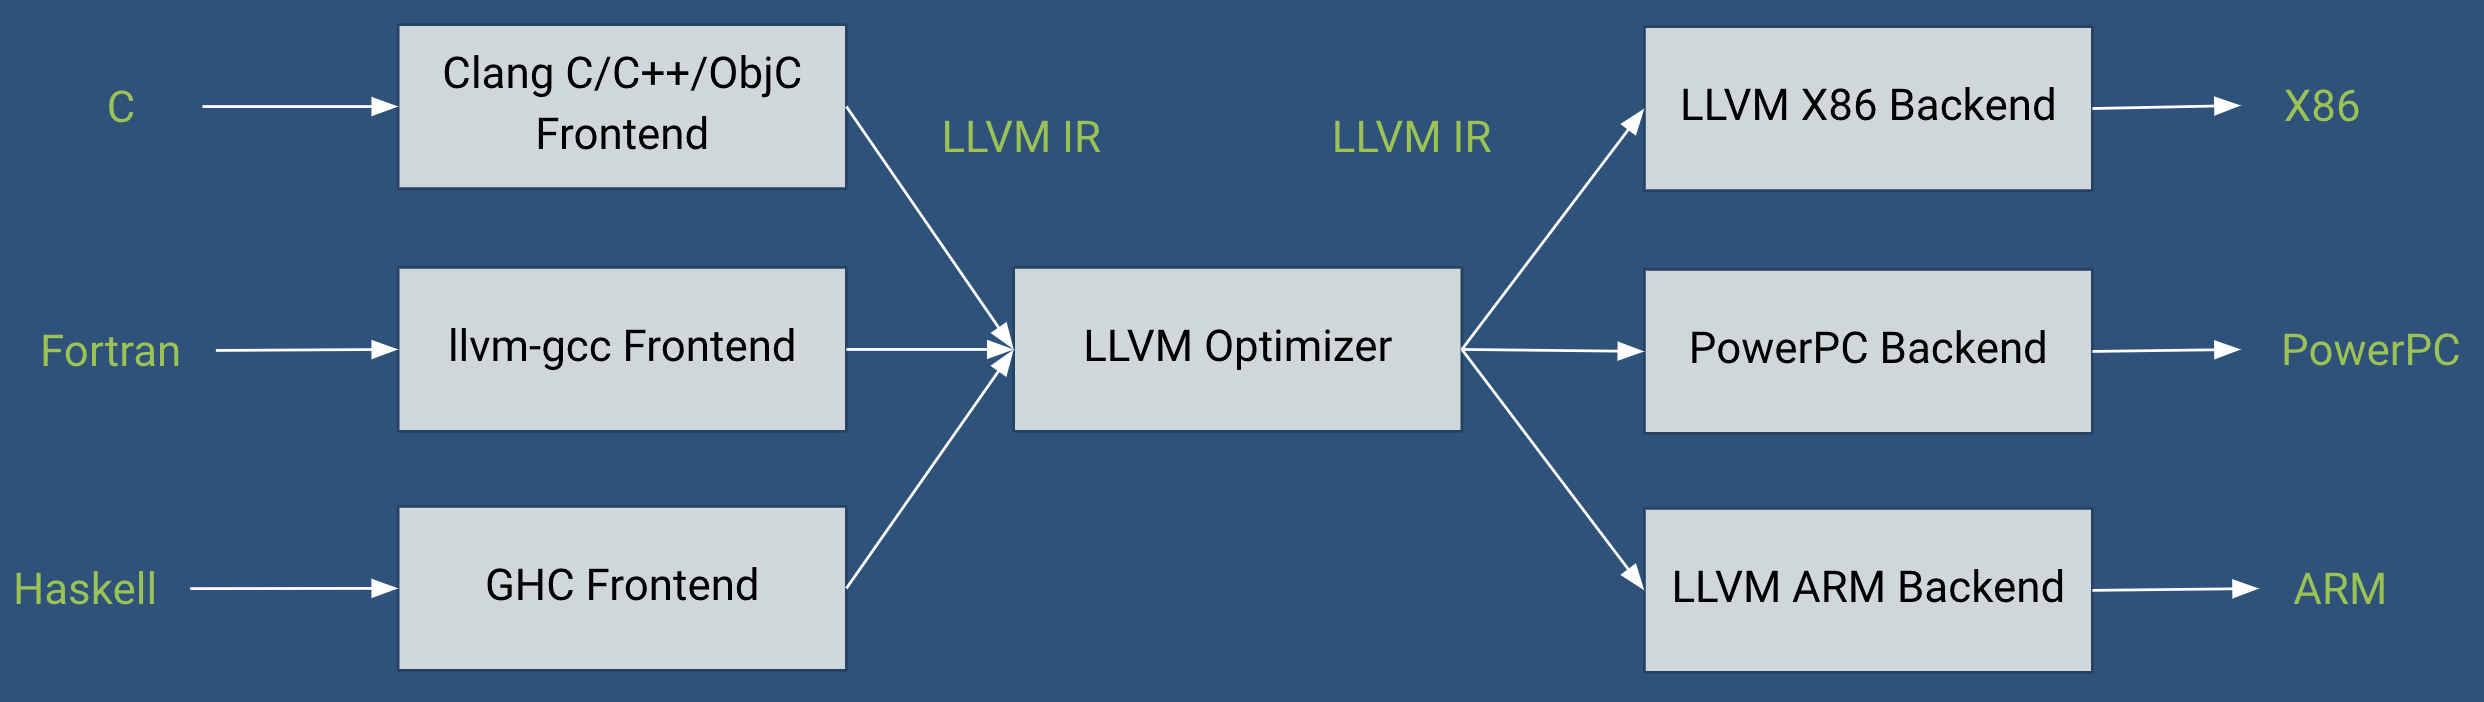 C
Clang C/C++/ObjC
Frontend
LLVM IR
LLVM IR
LLVM X86 Backend
X86
Fortran
llvm-gcc Frontend
LLVM Optimizer
PowerPC Backend
PowerPC
Haskell
GHC Frontend
LLVM ARM Backend
ARM